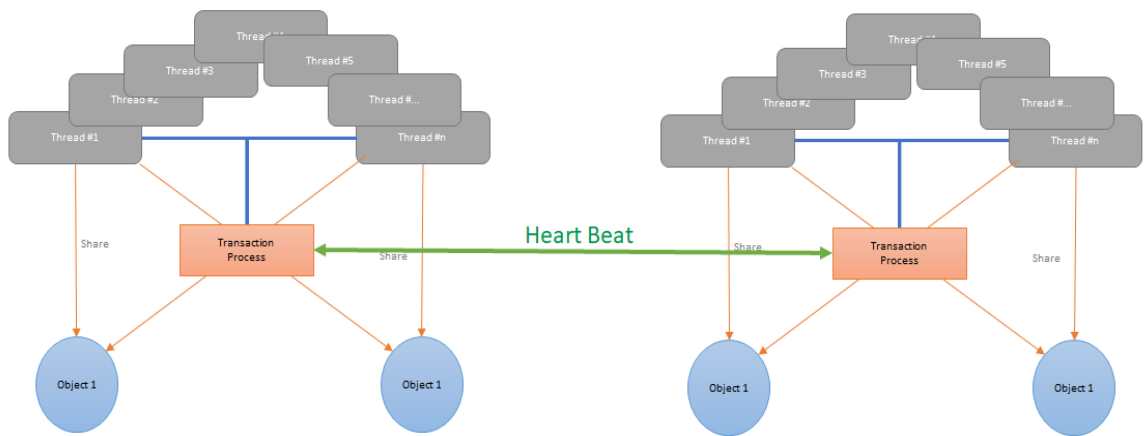 Thread #5
Thread #3
Thread #...
Thread #2
Thread #1
Thread #n
Share
Transaction
Process
Share
Object 1
Object 1
Heart Beat
Thread #5
Thread #3
Thread #...
Thread #2
Thread #1
Thread #n
Share
Transaction
Process
Share
Object 1
Object 1